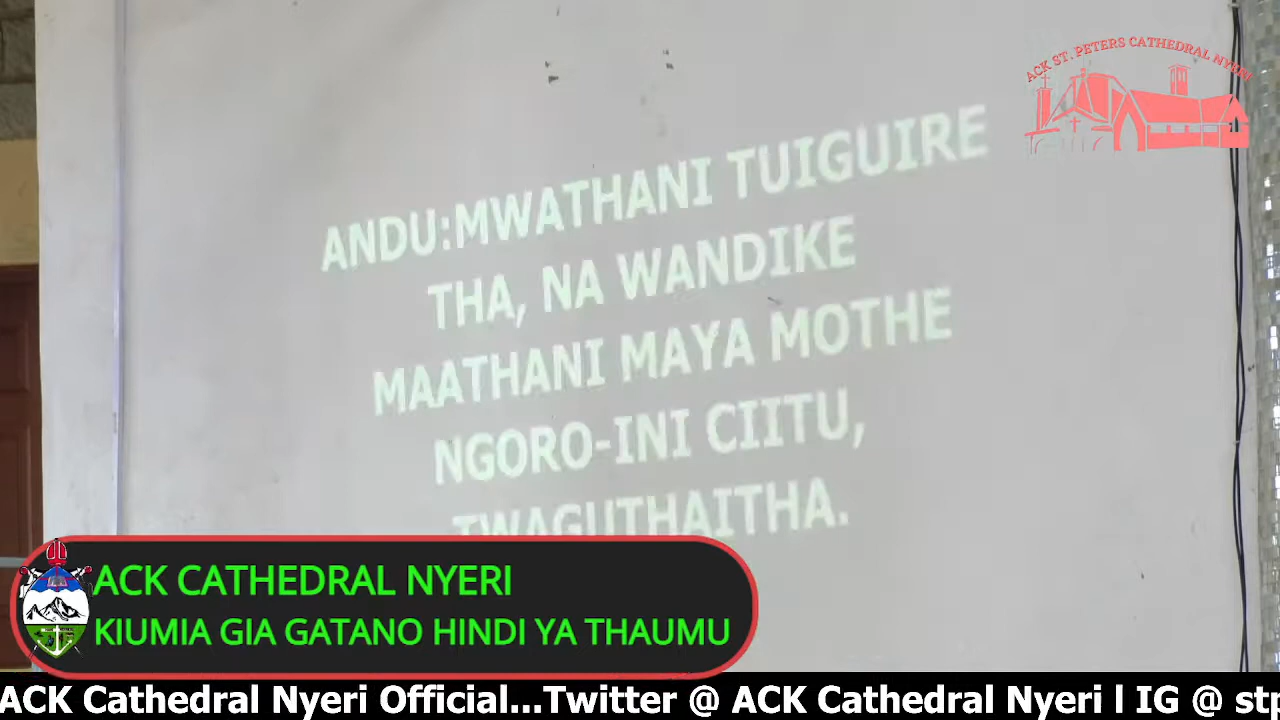 ACK ST. PETERS CATHEDRAL NYERI
ANDU:MWATHANI TUIGUIRE
THA, NA WANDIKE
MAATHANI MAYA MOTHE
NGORO-INI CIITU,
TWAGUTHAITHA.
ACK CATHEDRAL NYERI
KIUMIA GIA GATANO HINDI YA THAUMU
ACK Cathedral Nyeri Official...Twitter @ ACK Cathedral Nyeri l IG @ stp